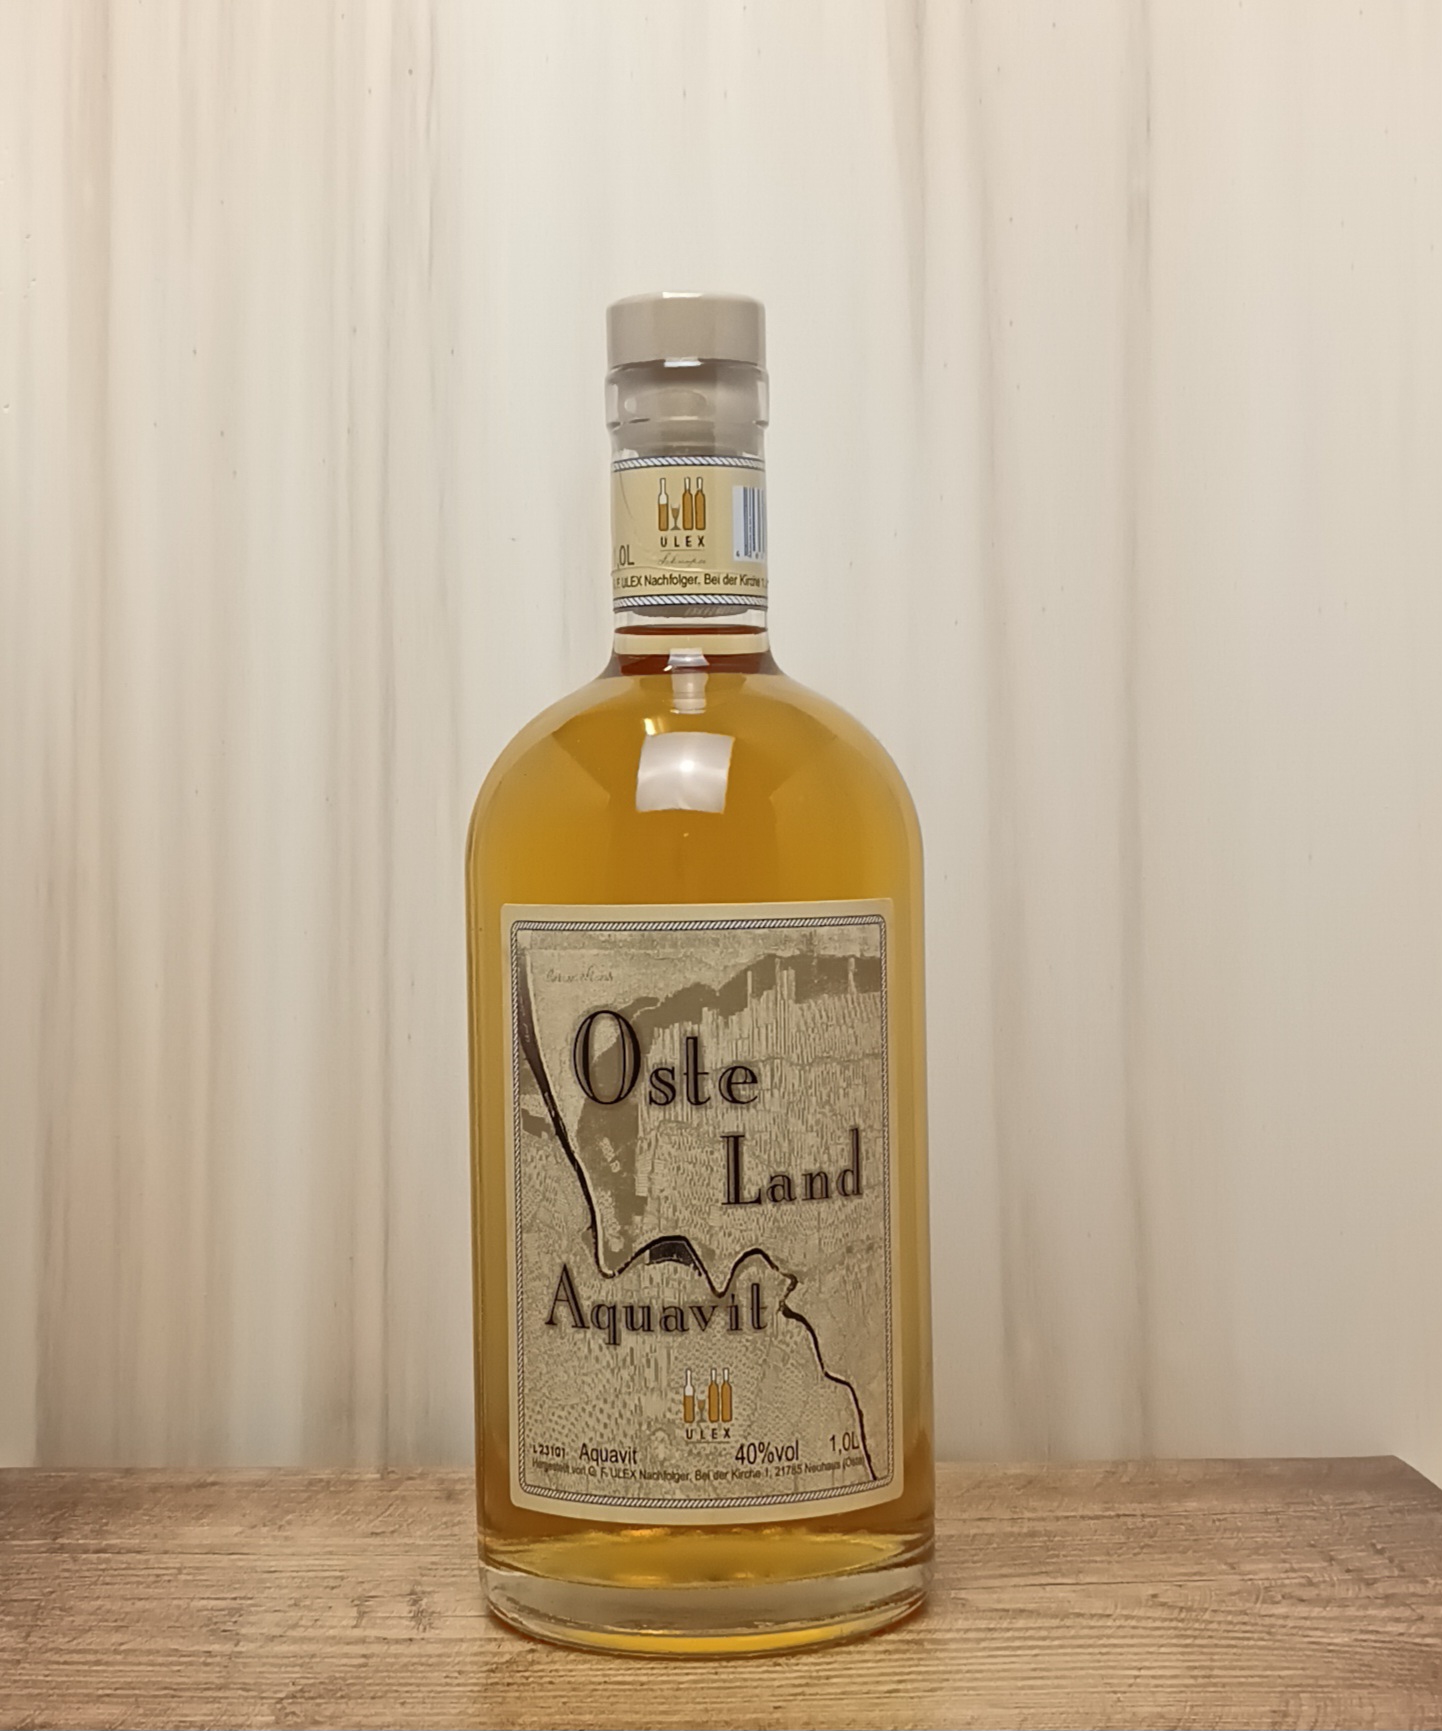 ULEX
,0L
F. ULEX Nachfolger, Bei der Kirche 1
Oste
Land
Aquavit
ULEX
L23101 Aquavit 40%vol 1,0L
Hergestellt von G. F. ULEX Nachfolger, Bei der Kirche 1, 21785 Neuhaus (Oste)